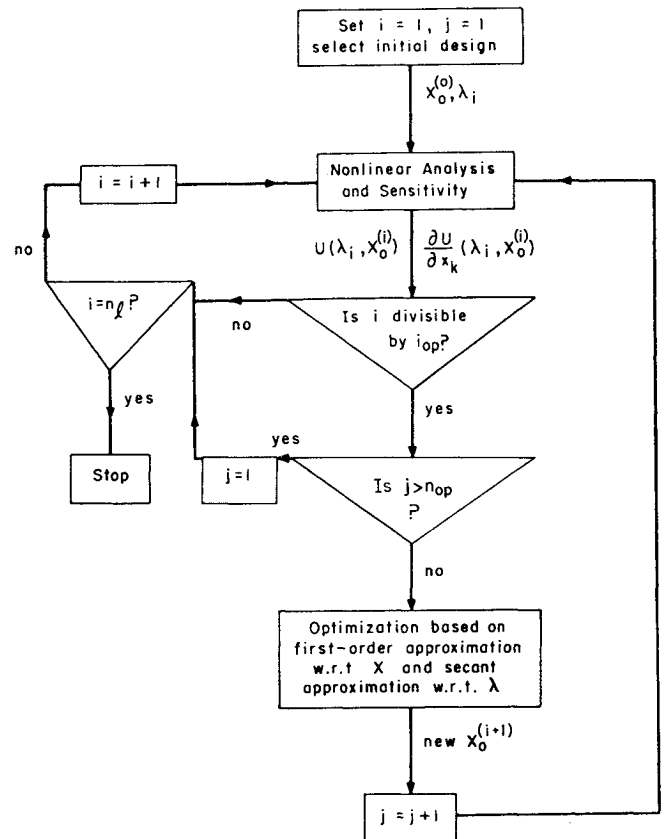 Set i = 1, j = 1
select initial design
X_o^(o), λ_i
i = i + 1
Nonlinear Analysis
and Sensitivity
no
U(λ_i, X_o^(i)) ∂U/∂x_k (λ_i, X_o^(i))
i=n_ℓ?
no
Is i divisible
by i_op?
yes
yes
yes
Stop
j=1
Is j>n_op
?
no
Optimization based on
first-order approximation
w.r.t X and secant
approximation w.r.t. λ
new X_o^(i+1)
j = j+1